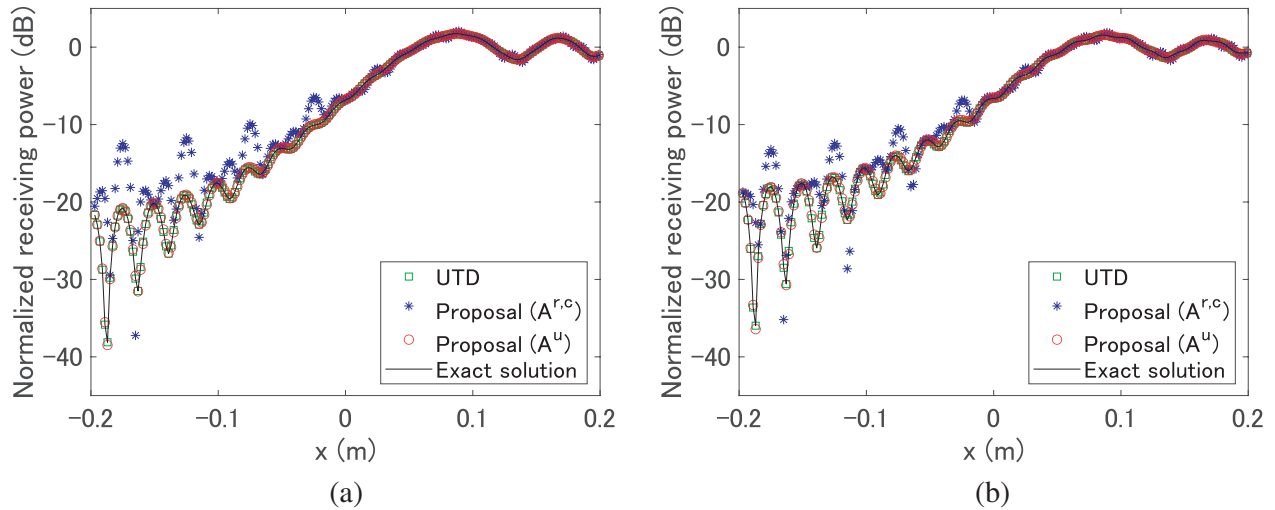 Normalized receiving power (dB)
0
−10
−20
−30
−40
−0.2
−0.1
0
0.1
0.2
x (m)
UTD
Proposal (A^r,c)
Proposal (A^u)
Exact solution
(a)
Normalized receiving power (dB)
0
−10
−20
−30
−40
−0.2
−0.1
0
0.1
0.2
x (m)
UTD
Proposal (A^r,c)
Proposal (A^u)
Exact solution
(b)